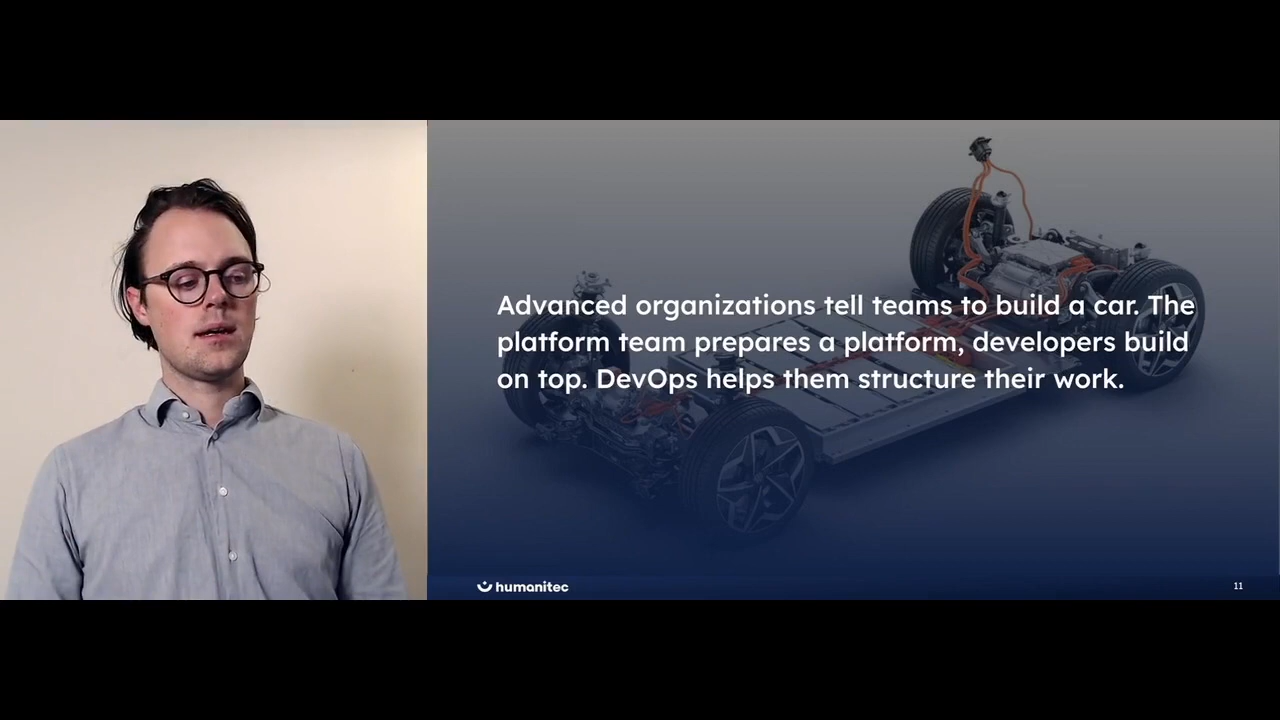 Advanced organizations tell teams to build a car. The
platform team prepares a platform, developers build
on top. DevOps helps them structure their work.
humanitec
11